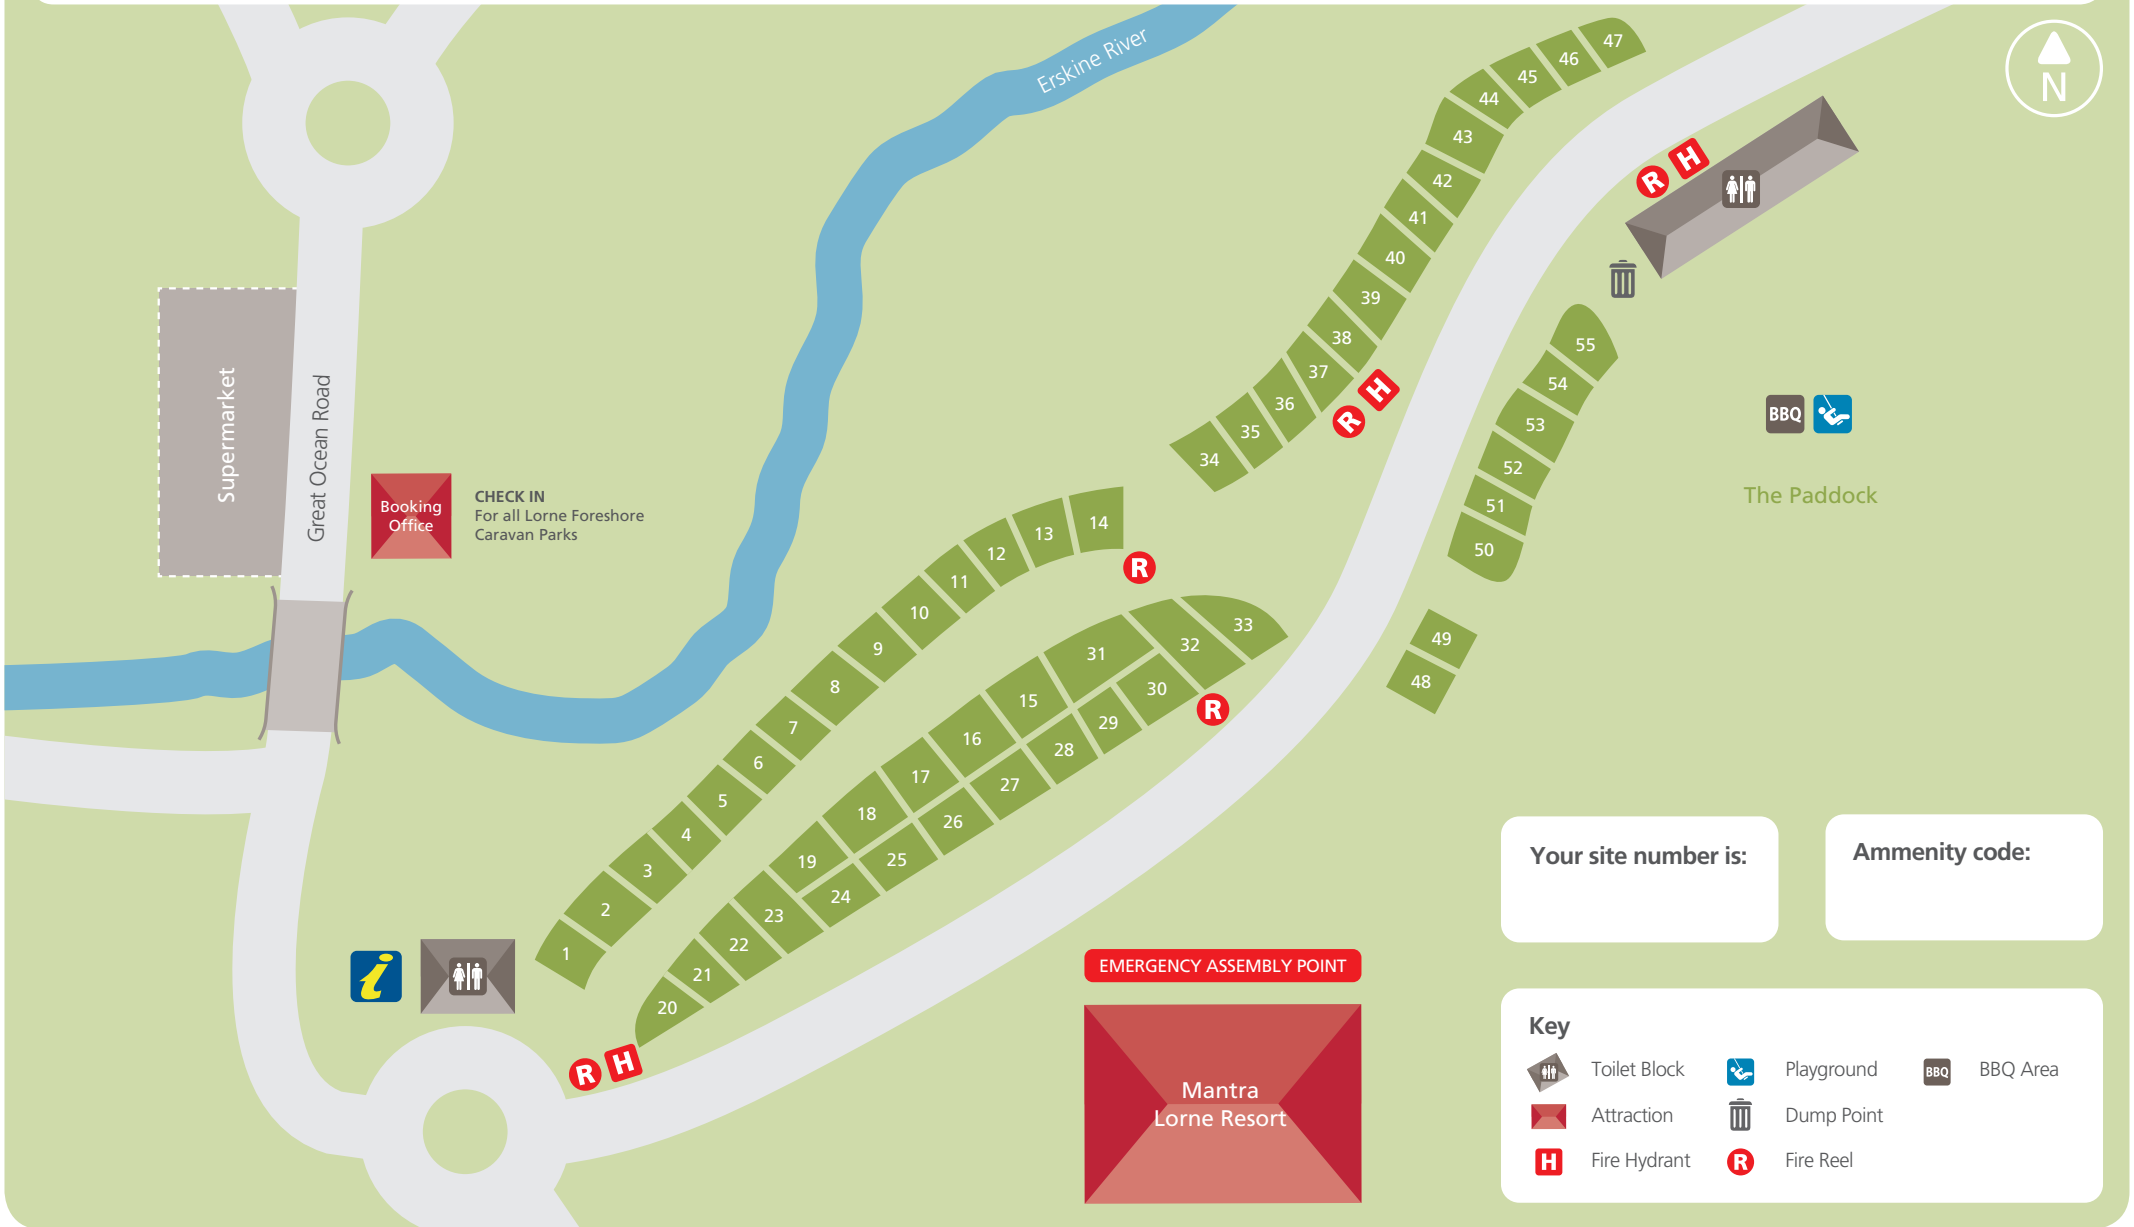 Erskine River
N
47
46
45
44
43
42
41
40
39
38
37
36
35
34
R
H
R
H
55
54
53
52
51
50
49
48
BBQ
The Paddock
Supermarket
Great Ocean Road
Booking
Office
CHECK IN
For all Lorne Foreshore
Caravan Parks
14
13
12
11
10
9
8
7
6
5
4
3
2
1
R
33
32
31
30
29
28
27
26
25
24
15
16
17
18
19
23
22
21
20
R
R
H
i
EMERGENCY ASSEMBLY POINT
Mantra
Lorne Resort
Your site number is:
Ammenity code:
Key
Toilet Block
Playground
BBQ
BBQ Area
Attraction
Dump Point
H
Fire Hydrant
R
Fire Reel